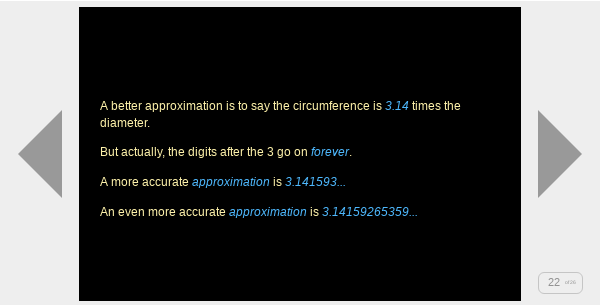 A better approximation is to say the circumference is 3.14 times the
diameter.
But actually, the digits after the 3 go on forever.
A more accurate approximation is 3.141593...
An even more accurate approximation is 3.14159265359...
22